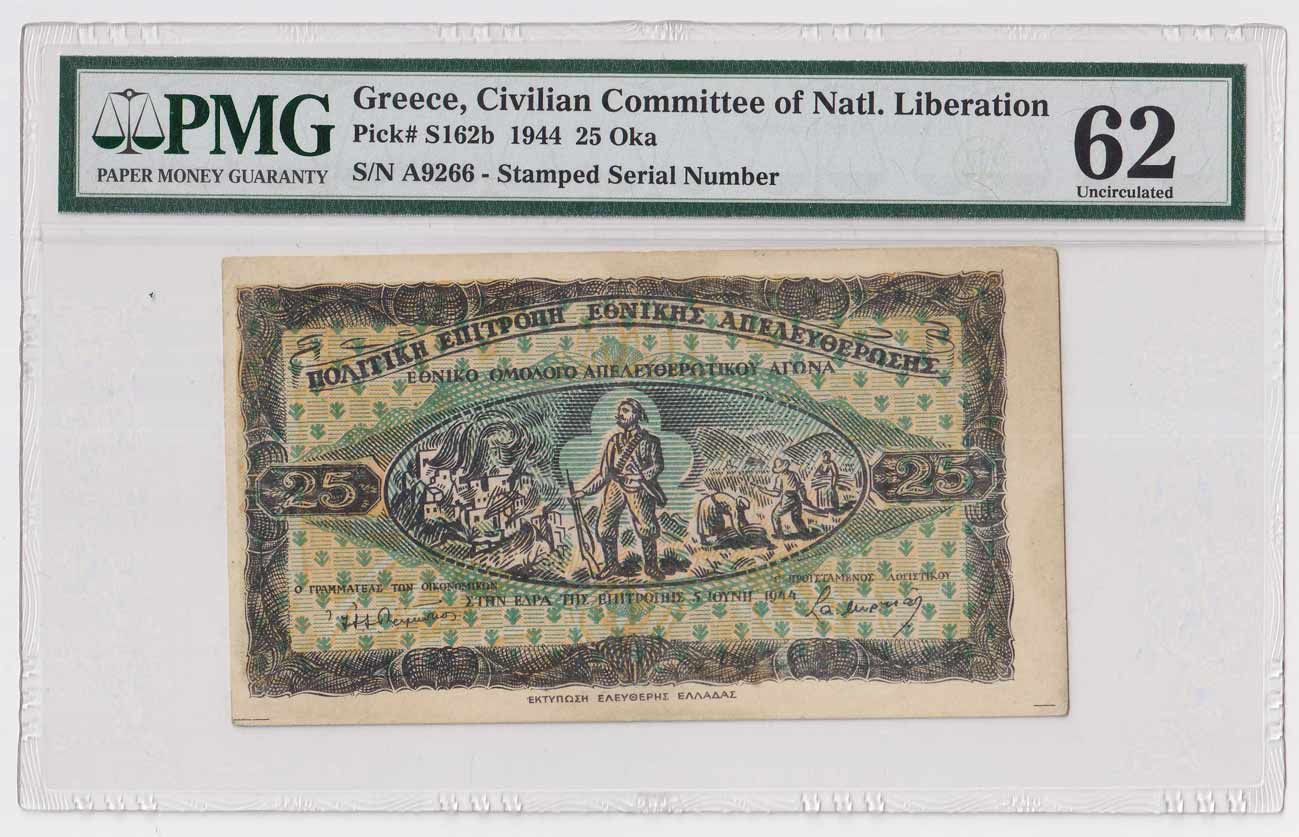 PMG
PAPER MONEY GUARANTY
Greece, Civilian Committee of Natl. Liberation
Pick# S162b 1944 25 Oka
S/N A9266 - Stamped Serial Number
62
Uncirculated
ΠΟΛΙΤΙΚΗ ΕΠΙΤΡΟΠΗ ΕΘΝΙΚΗΣ ΑΠΕΛΕΥΘΕΡΩΣΗΣ
ΕΘΝΙΚΟ ΟΜΟΛΟΓΟ ΑΠΕΛΕΥΘΕΡΩΤΙΚΟΥ ΑΓΩΝΑ
25
25
Ο ΓΡΑΜΜΑΤΕΑΣ ΤΩΝ ΟΙΚΟΝΟΜΙΚΩΝ
Ο ΠΡΟΪΣΤΑΜΕΝΟΣ ΛΟΓΙΣΤΙΚΟΥ
ΣΤΗΝ ΕΔΡΑ ΤΗΣ ΕΠΙΤΡΟΠΗΣ 5 ΙΟΥΝΗ 1944
ΕΚΤΥΠΩΣΗ ΕΛΕΥΘΕΡΗΣ ΕΛΛΑΔΑΣ